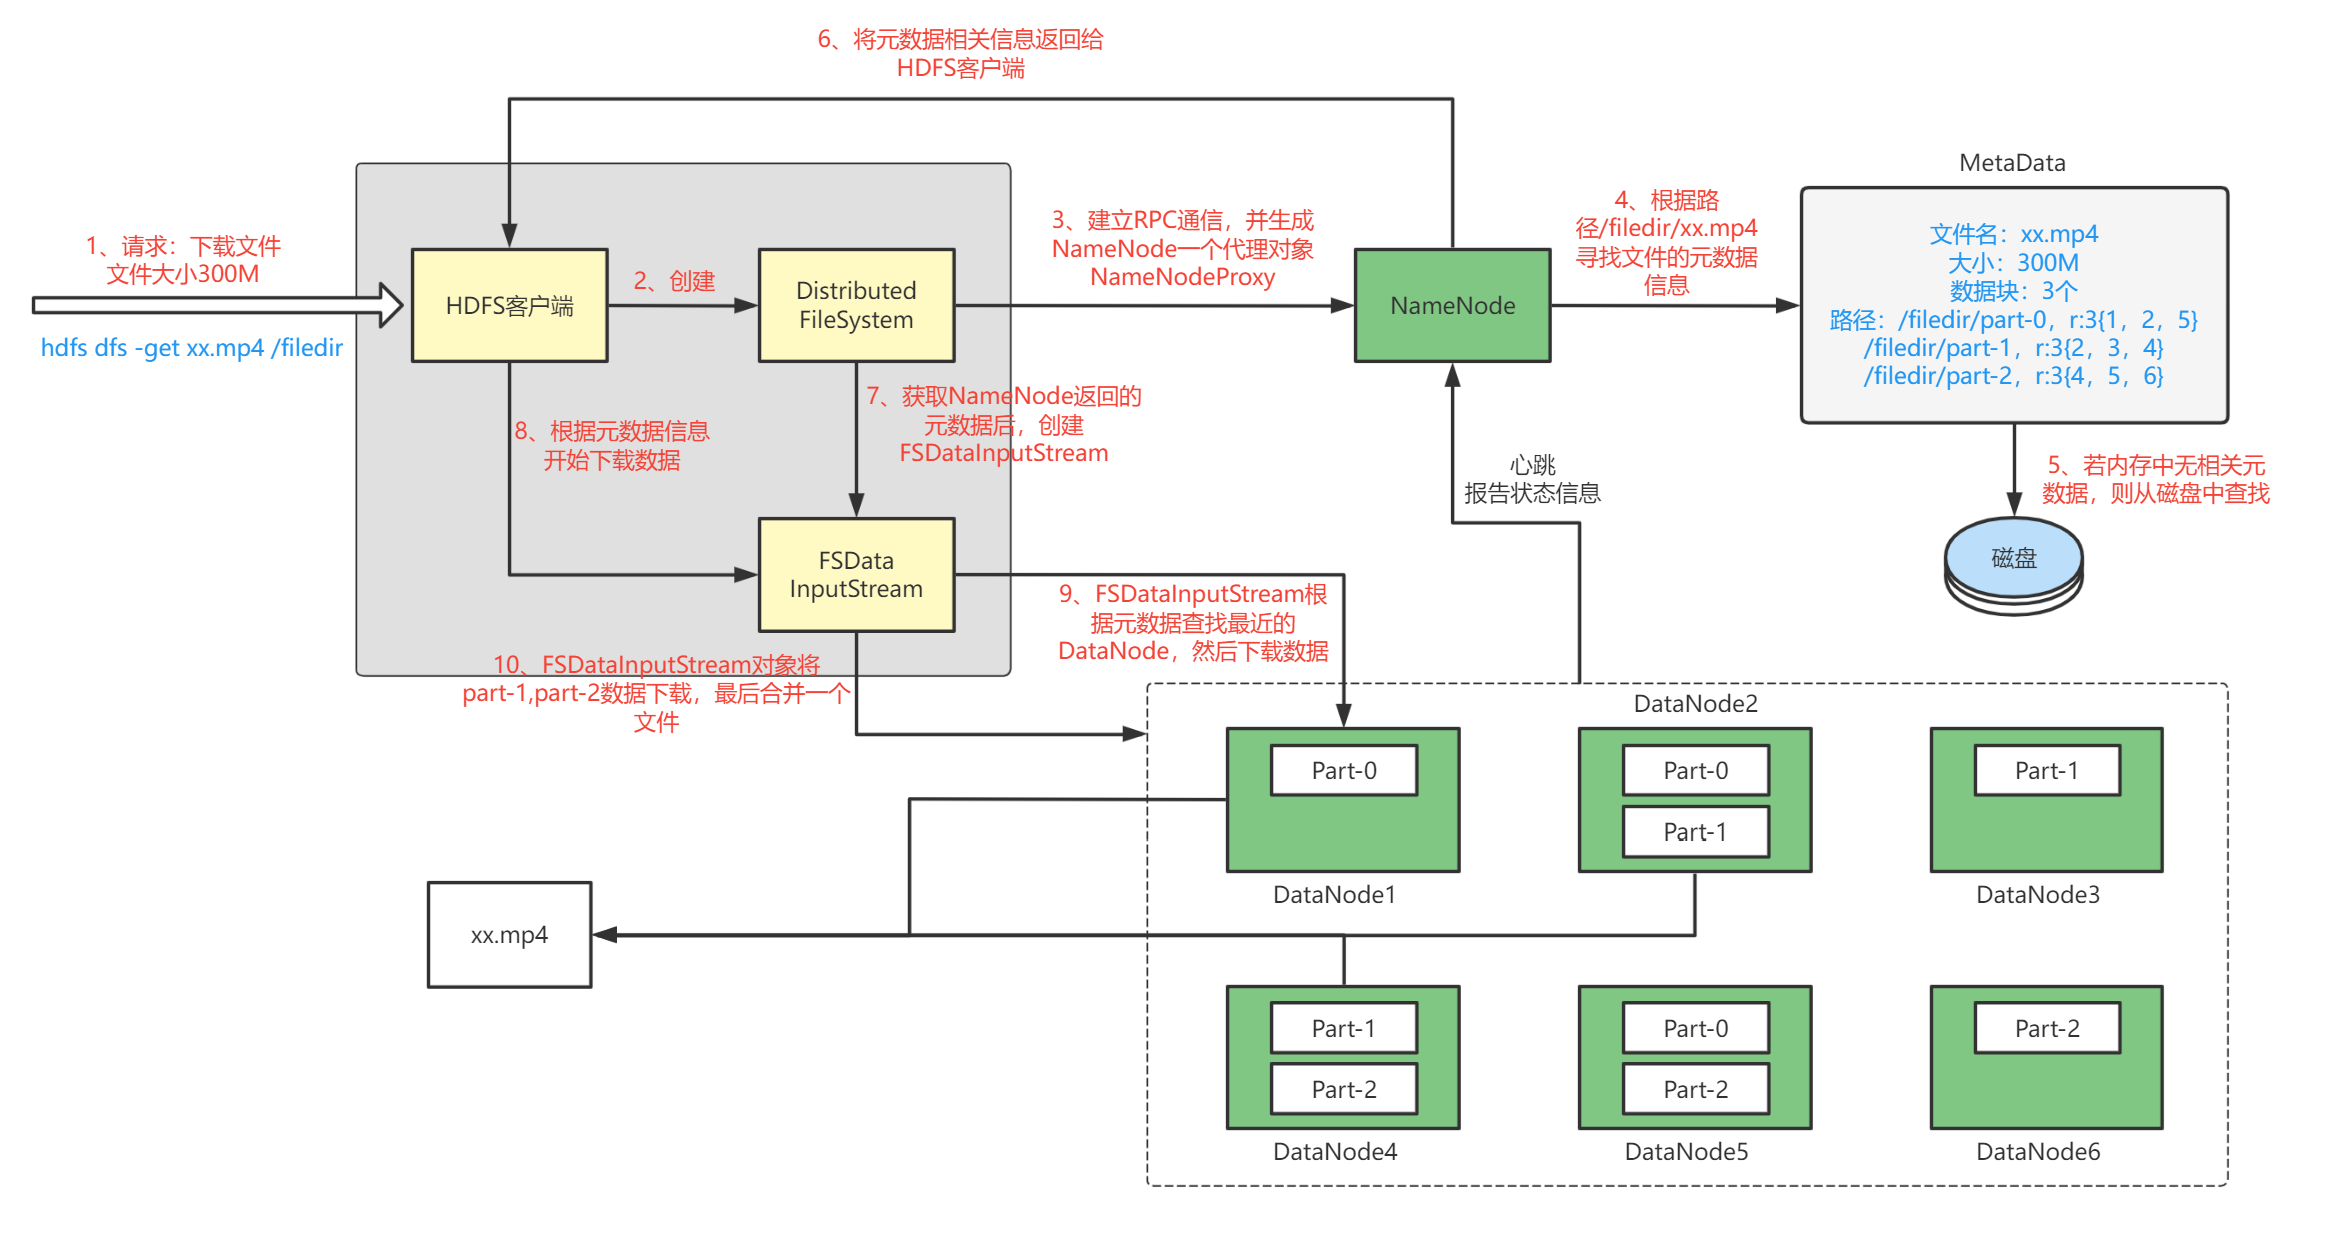 6、将元数据相关信息返回给
HDFS客户端
MetaData
1、请求：下载文件
文件大小300M
hdfs dfs -get xx.mp4 /filedir
HDFS客户端
2、创建
Distributed
FileSystem
3、建立RPC通信，并生成
NameNode一个代理对象
NameNodeProxy
NameNode
4、根据路
径/filedir/xx.mp4
寻找文件的元数据
信息
文件名：xx.mp4
大小：300M
数据块：3个
路径：/filedir/part-0，r:3{1，2，5}
/filedir/part-1，r:3{2，3，4}
/filedir/part-2，r:3{4，5，6}
8、根据元数据信息
开始下载数据
7、获取NameNode返回的
元数据后，创建
FSDataInputStream
心跳
报告状态信息
5、若内存中无相关元
数据，则从磁盘中查找
磁盘
FSData
InputStream
9、FSDataInputStream根
据元数据查找最近的
DataNode，然后下载数据
10、FSDataInputStream对象将
part-1,part-2数据下载，最后合并一个
文件
DataNode2
Part-0
Part-0
Part-1
Part-1
DataNode1
DataNode3
xx.mp4
Part-1
Part-2
Part-0
Part-2
Part-2
DataNode4
DataNode5
DataNode6